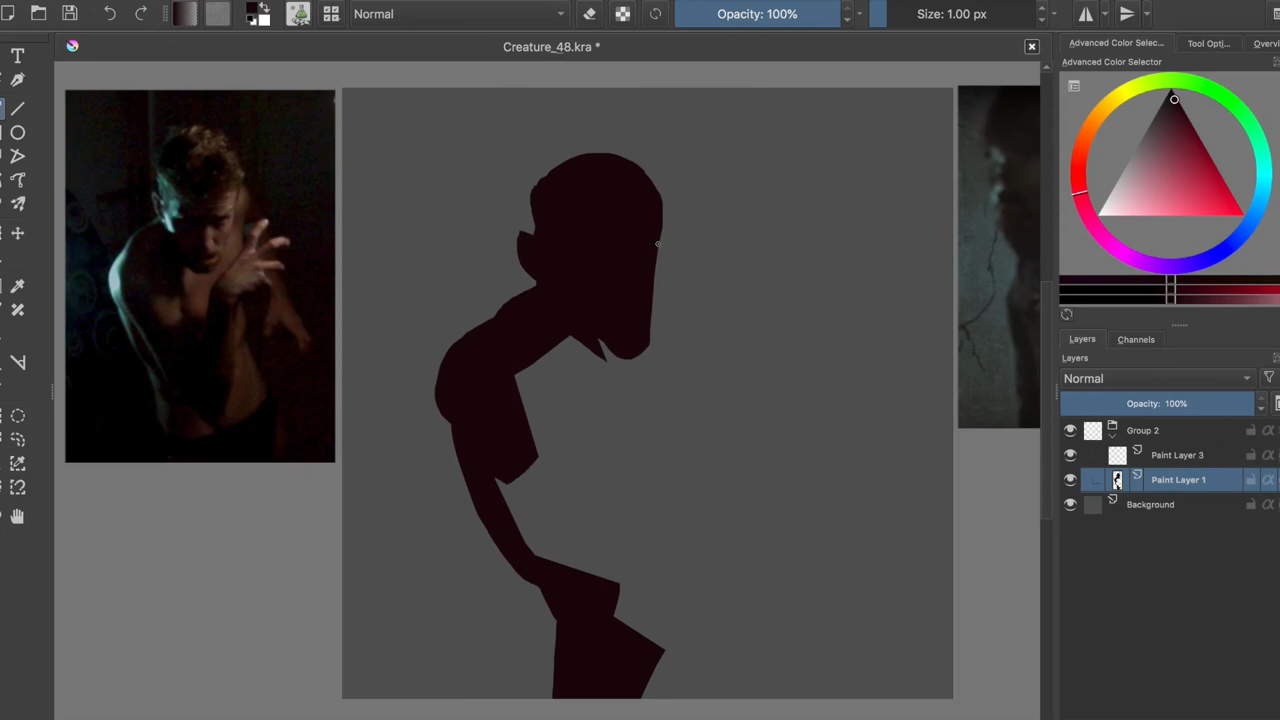 Normal
Opacity: 100%
Size: 1.00 px
Creature_48.kra *
Advanced Color Selec...
Tool Opti...
Overvi
Advanced Color Selector
Layers
Channels
Layers
Normal
Opacity: 100%
Group 2
Paint Layer 3
Paint Layer 1
Background